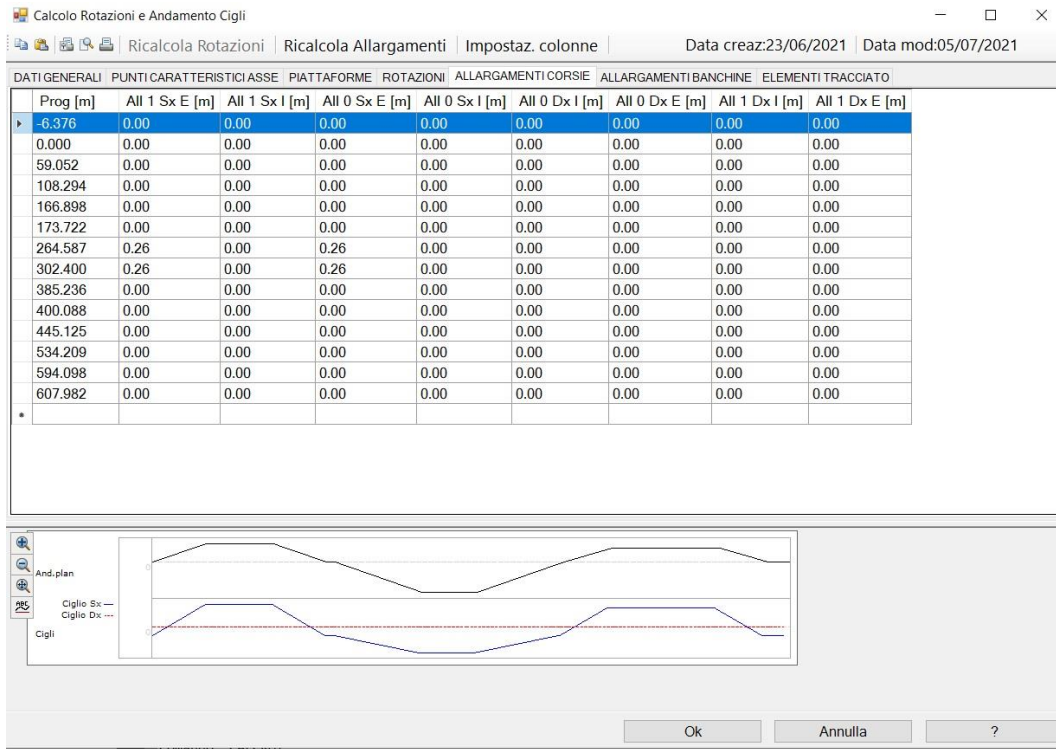 Calcolo Rotazioni e Andamento Cigli
Ricalcola Rotazioni Ricalcola Allargamenti Impostaz. colonne Data creaz:23/06/2021 Data mod:05/07/2021
DATI GENERALI PUNTI CARATTERISTICI ASSE PIATTAFORME ROTAZIONI ALLARGAMENTI CORSIE ALLARGAMENTI BANCHINE ELEMENTI TRACCIATO
Prog [m] All 1 Sx E [m] All 1 Sx I [m] All 0 Sx E [m] All 0 Sx I [m] All 0 Dx I [m] All 0 Dx E [m] All 1 Dx I [m] All 1 Dx E [m]
-6.376 0.00 0.00 0.00 0.00 0.00 0.00 0.00 0.00
0.000 0.00 0.00 0.00 0.00 0.00 0.00 0.00 0.00
59.052 0.00 0.00 0.00 0.00 0.00 0.00 0.00 0.00
108.294 0.00 0.00 0.00 0.00 0.00 0.00 0.00 0.00
166.898 0.00 0.00 0.00 0.00 0.00 0.00 0.00 0.00
173.722 0.00 0.00 0.00 0.00 0.00 0.00 0.00 0.00
264.587 0.26 0.00 0.26 0.00 0.00 0.00 0.00 0.00
302.400 0.26 0.00 0.26 0.00 0.00 0.00 0.00 0.00
385.236 0.00 0.00 0.00 0.00 0.00 0.00 0.00 0.00
400.088 0.00 0.00 0.00 0.00 0.00 0.00 0.00 0.00
445.125 0.00 0.00 0.00 0.00 0.00 0.00 0.00 0.00
534.209 0.00 0.00 0.00 0.00 0.00 0.00 0.00 0.00
594.098 0.00 0.00 0.00 0.00 0.00 0.00 0.00 0.00
607.982 0.00 0.00 0.00 0.00 0.00 0.00 0.00 0.00
0
And.plan
Ciglio Sx
Ciglio Dx
Cigli
0
Ok Annulla ?